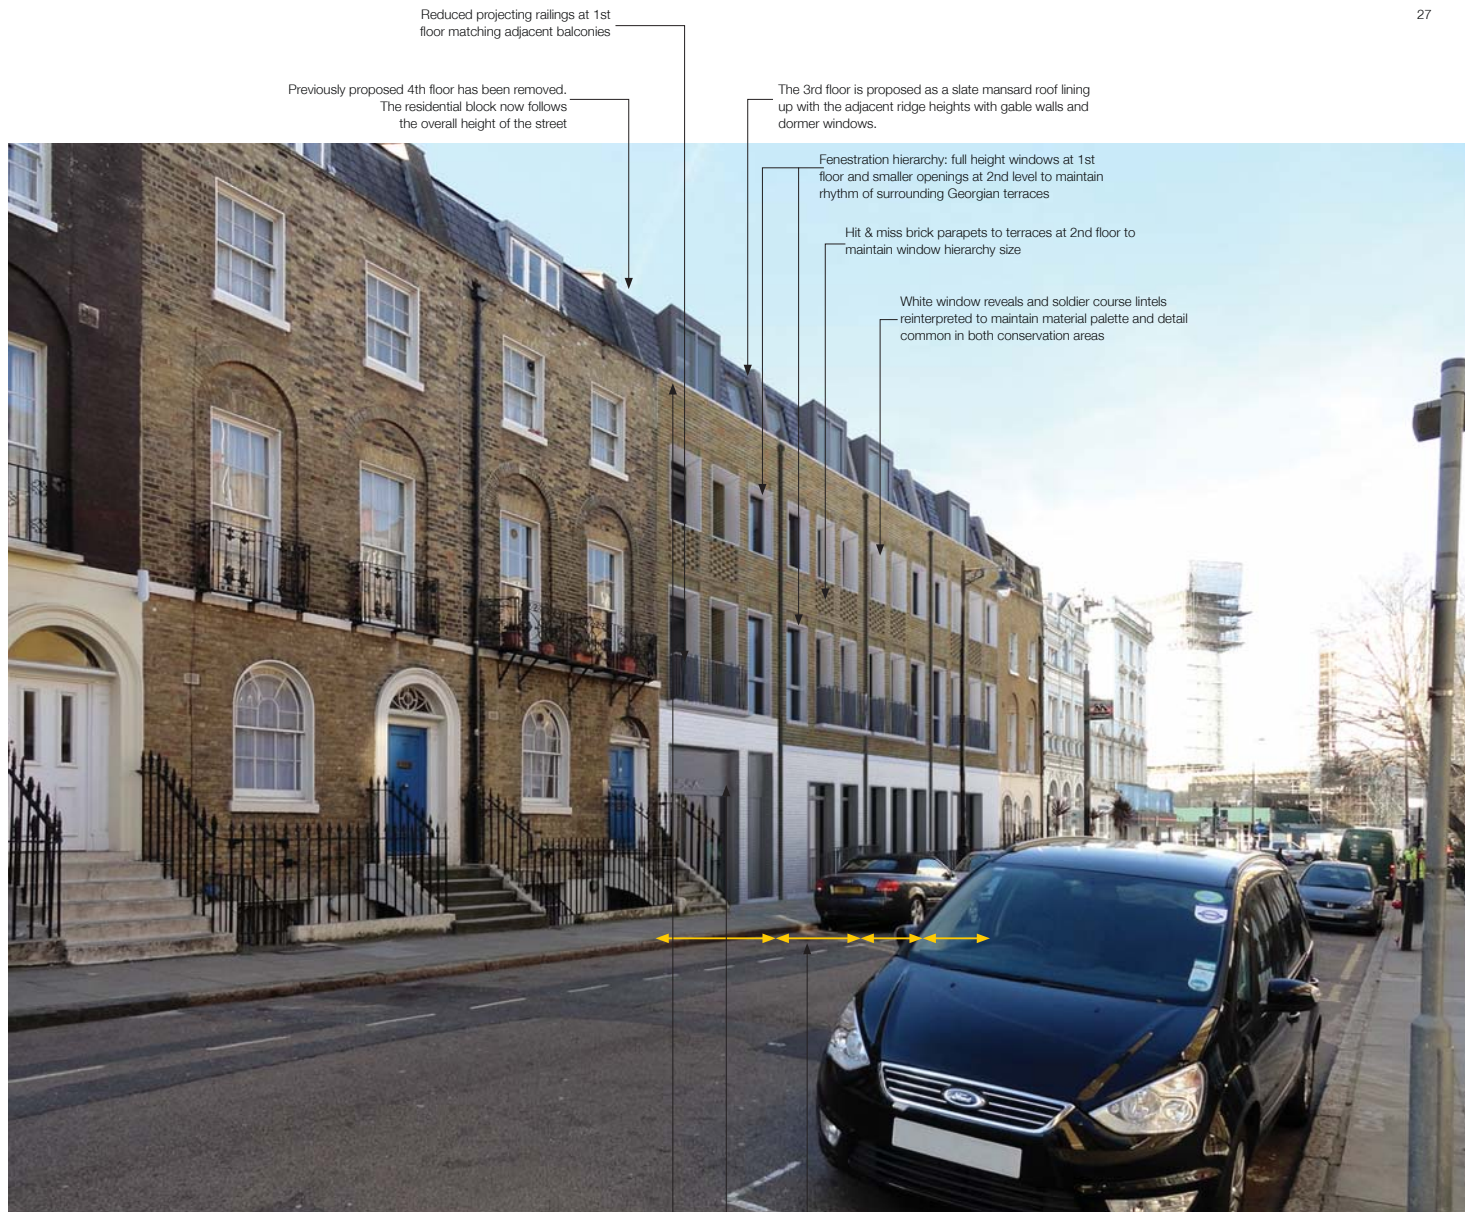 27
Reduced projecting railings at 1st
floor matching adjacent balconies
Previously proposed 4th floor has been removed.
The residential block now follows
the overall height of the street
The 3rd floor is proposed as a slate mansard roof lining
up with the adjacent ridge heights with gable walls and
dormer windows.
Fenestration hierarchy: full height windows at 1st
floor and smaller openings at 2nd level to maintain
rhythm of surrounding Georgian terraces
Hit & miss brick parapets to terraces at 2nd floor to
maintain window hierarchy size
White window reveals and soldier course lintels
reinterpreted to maintain material palette and detail
common in both conservation areas
Ford